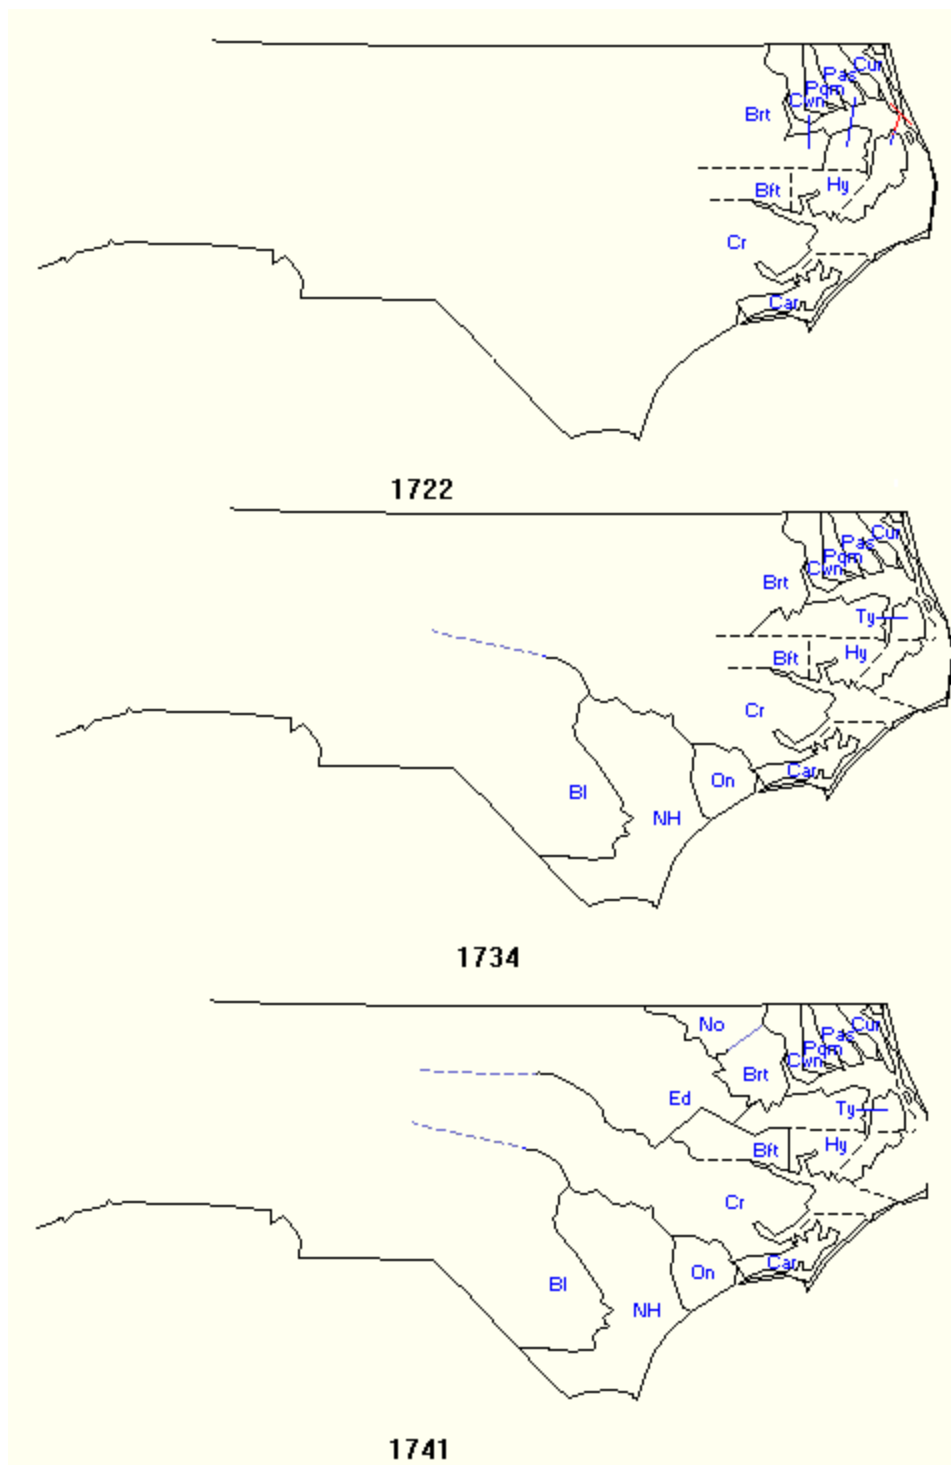 Cur
Pas
Pqm
Cwn
Brt
Bft
Hy
Cr
Car
1722
Cur
Pas
Pqm
Cwn
Brt
Ty
Bft
Hy
Cr
Car
On
Bl
NH
1734
No
Cur
Pas
Pqm
Cwn
Brt
Ed
Ty
Bft
Hy
Cr
Car
On
Bl
NH
1741